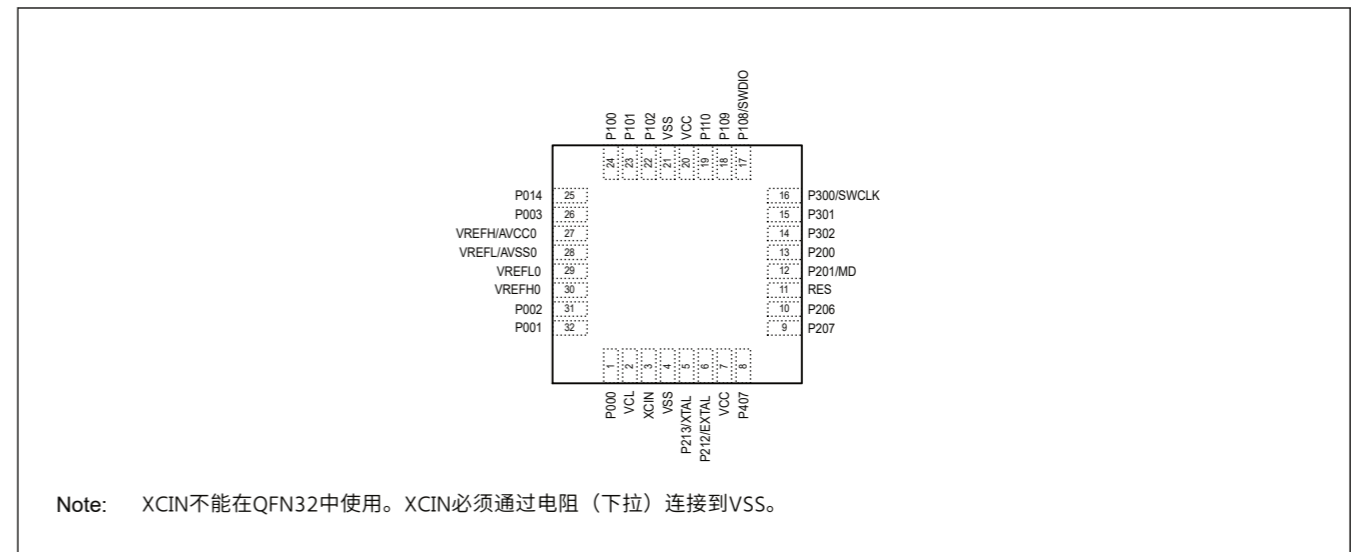 P100 P101 P102 VSS VCC P110 P109 P108/SWDIO
24 23 22 21 20 19 18 17
P014 25
P003 26
VREFH/AVCC0 27
VREFL/AVSS0 28
VREFL0 29
VREFH0 30
P002 31
P001 32
16 P300/SWCLK
15 P301
14 P302
13 P200
12 P201/MD
11 RES
10 P206
9 P207
1 2 3 4 5 6 7 8
P000 VCL XCIN VSS P213/XTAL P212/EXTAL VCC P407
Note: XCIN不能在QFN32中使用。XCIN必须通过电阻（下拉）连接到VSS。